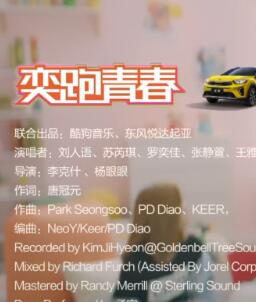 奕跑青春
联合出品：酷狗音乐、东风悦达起亚
演唱者：刘人语、苏芮琪、罗奕佳、张静萱、王雅
导演：李克什 、杨眼眼
作词：唐冠元
作曲：Park Seongsoo、PD Diao、KEER，
编曲：NeoY/Keer/PD Diao
Recorded by KimJiHyeon@GoldenbellTreeSou
Mixed by Richard Furch (Assisted By Jorel Corp
Mastered by Randy Merrill @ Sterling Sound